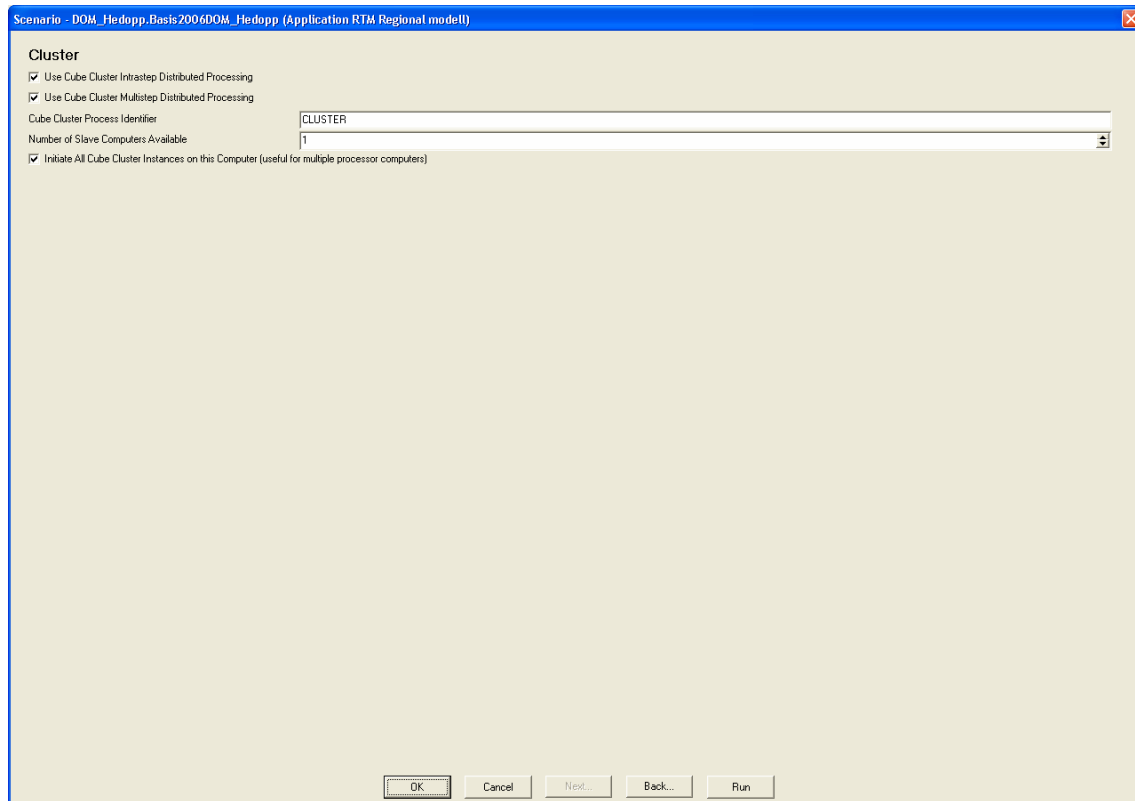 Scenario - DOM_Hedopp.Basis2006DOM_Hedopp (Application RTM Regional modell)
Cluster
Use Cube Cluster Intrastep Distributed Processing
Use Cube Cluster Multistep Distributed Processing
Cube Cluster Process Identifier CLUSTER
Number of Slave Computers Available 1
Initiate All Cube Cluster Instances on this Computer (useful for multiple processor computers)
OK Cancel Next... Back... Run